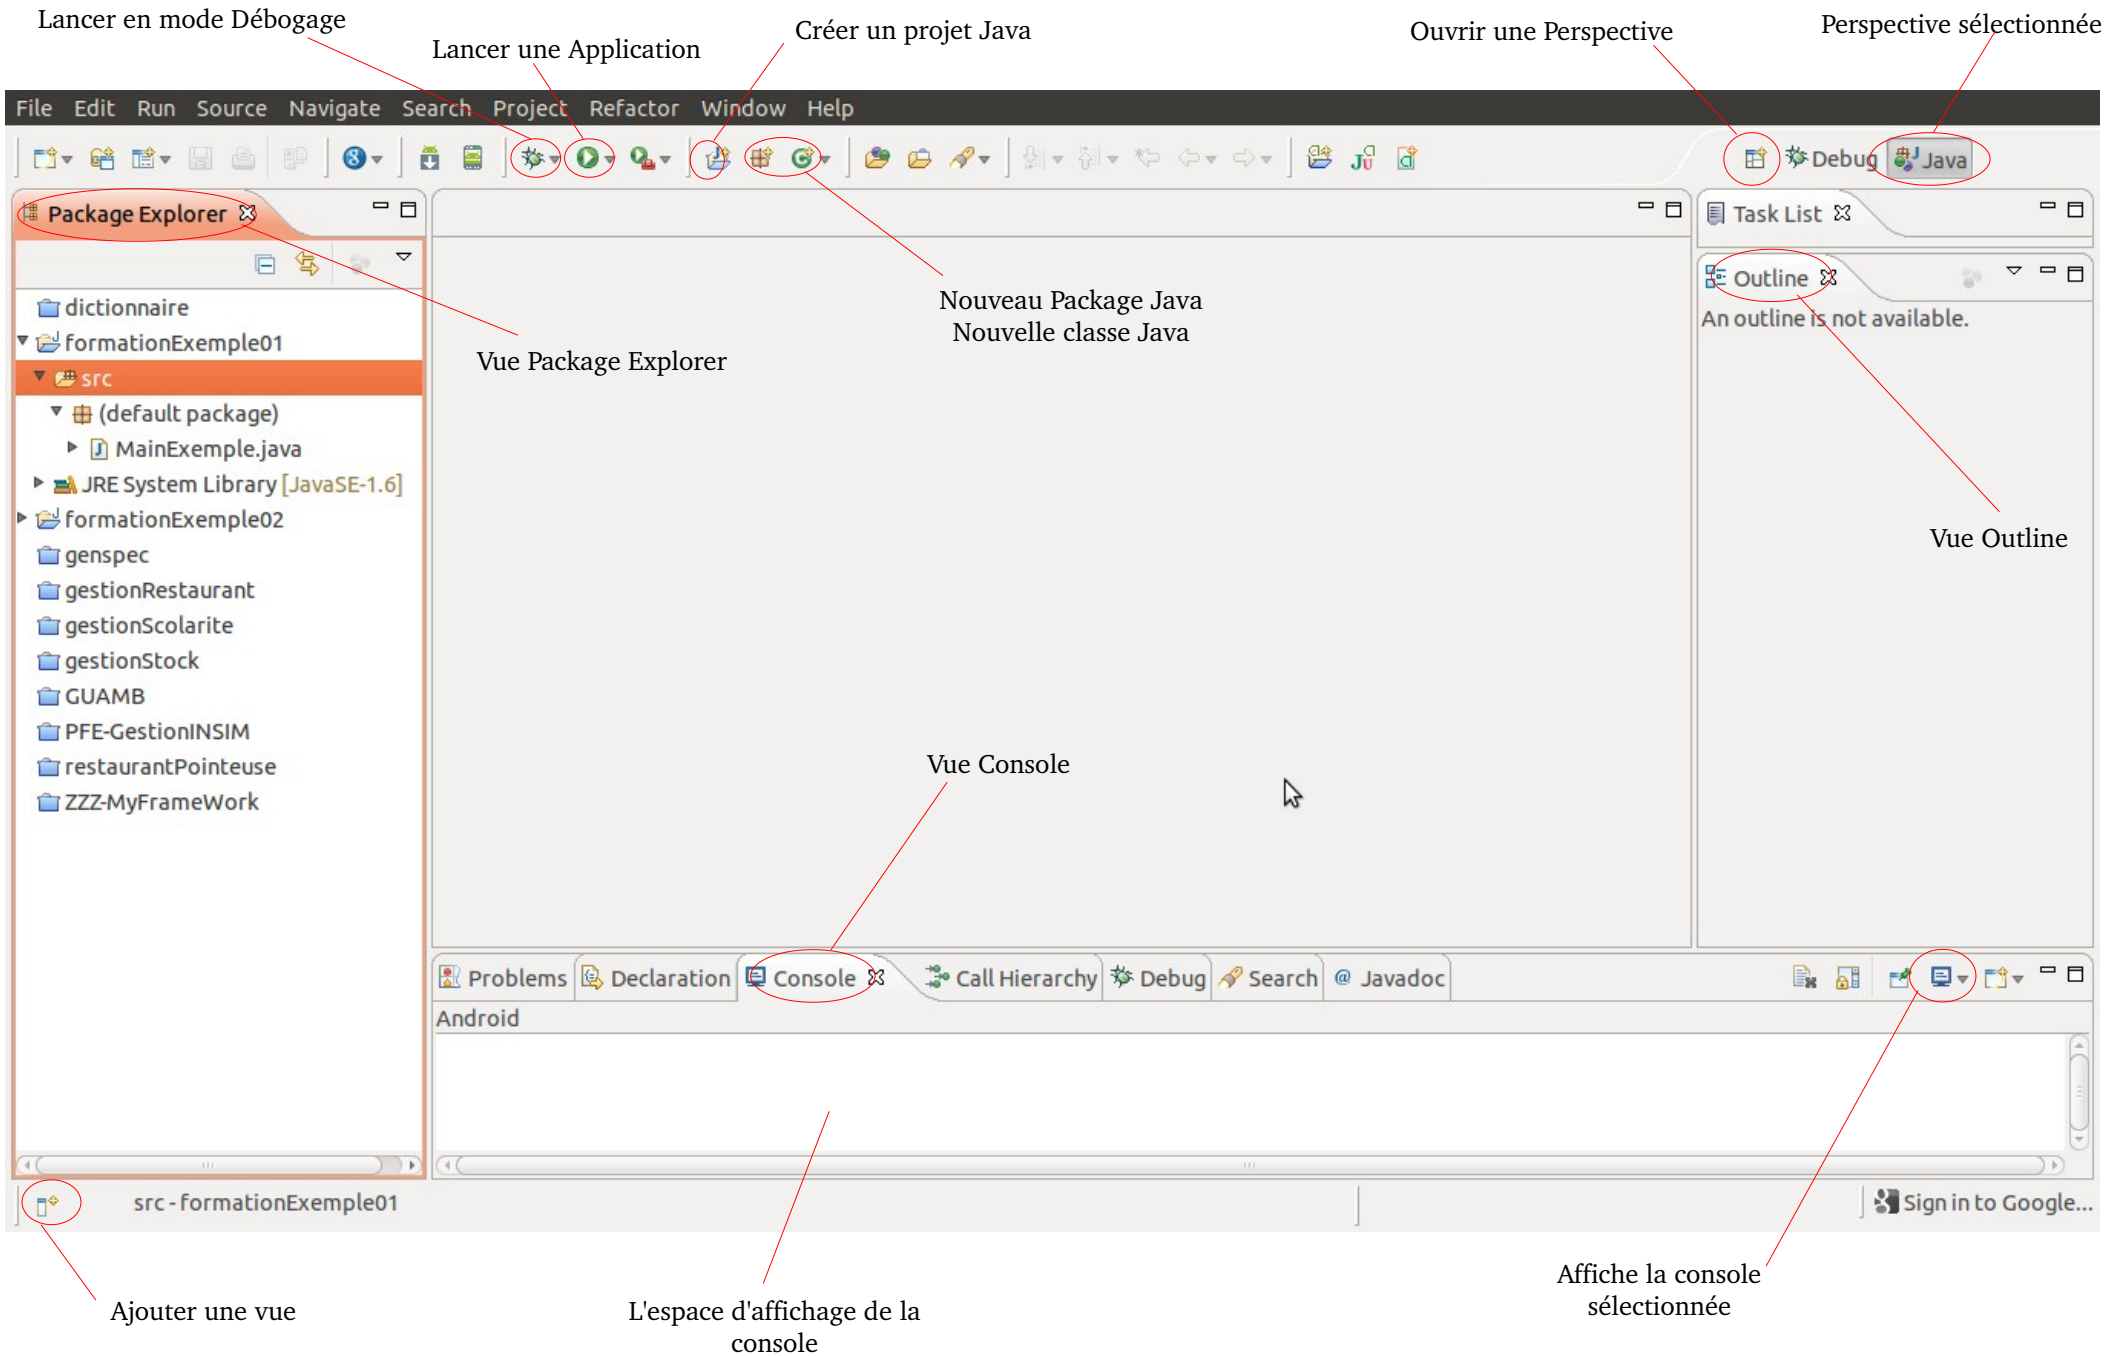 Lancer en mode Débogage
Lancer une Application
Créer un projet Java
Ouvrir une Perspective
Perspective sélectionnée
File Edit Run Source Navigate Search Project Refactor Window Help
Debug
Java
Package Explorer
Task List
Outline
An outline is not available.
dictionnaire
formationExemple01
src
(default package)
MainExemple.java
JRE System Library [JavaSE-1.6]
formationExemple02
genspec
gestionRestaurant
gestionScolarite
gestionStock
GUAMB
PFE-GestionINSIM
restaurantPointeuse
ZZZ-MyFrameWork
Nouveau Package Java
Nouvelle classe Java
Vue Package Explorer
Vue Outline
Vue Console
Problems
Declaration
Console
Call Hierarchy
Debug
Search
@ Javadoc
Android
src - formationExemple01
Sign in to Google...
Ajouter une vue
L'espace d'affichage de la
console
Affiche la console
sélectionnée